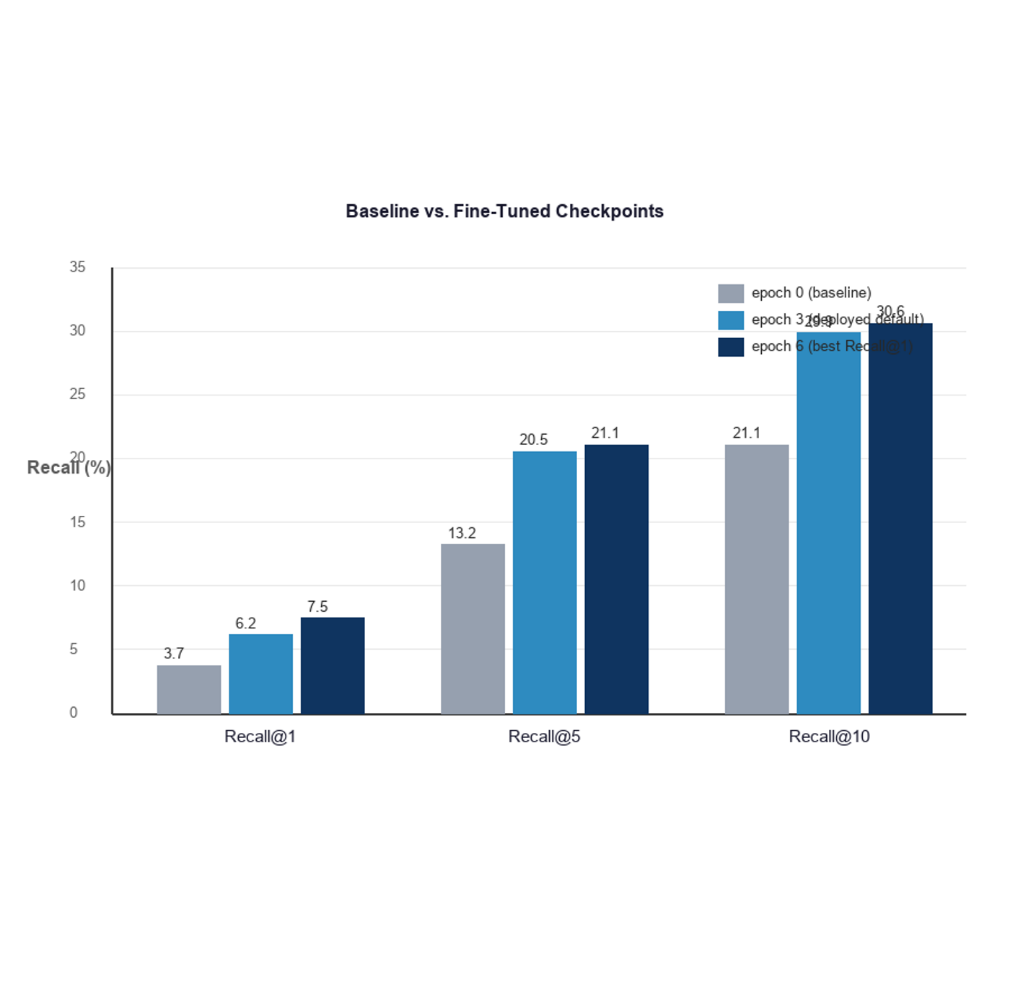 Baseline vs. Fine-Tuned Checkpoints
35
30
25
20
15
10
5
0
Recall (%)
epoch 0 (baseline)
epoch 3 (deployed default)
epoch 6 (best Recall@1)
3.7
6.2
7.5
13.2
20.5
21.1
21.1
29.9
30.6
Recall@1
Recall@5
Recall@10